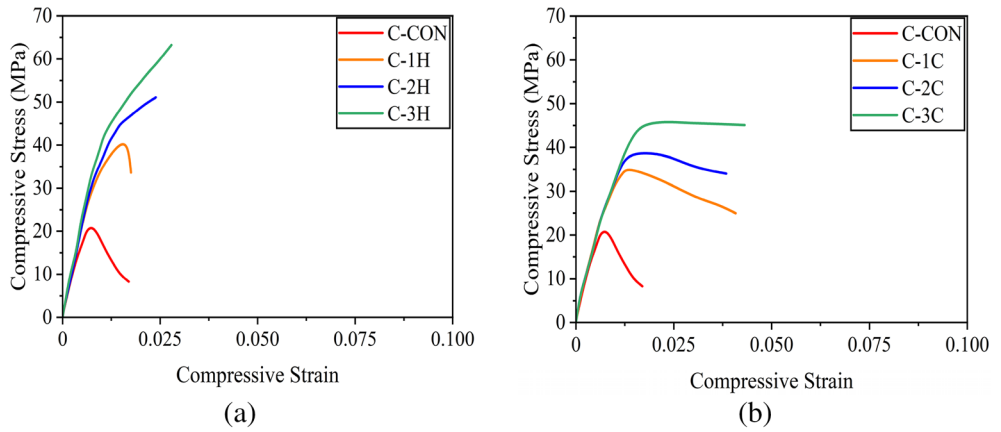 70
60
50
40
30
20
10
0
Compressive Stress (MPa)
C-CON
C-1H
C-2H
C-3H
0 0.025 0.050 0.075 0.100
Compressive Strain
(a)
70
60
50
40
30
20
10
0
Compressive Stress (MPa)
C-CON
C-1C
C-2C
C-3C
0 0.025 0.050 0.075 0.100
Compressive Strain
(b)